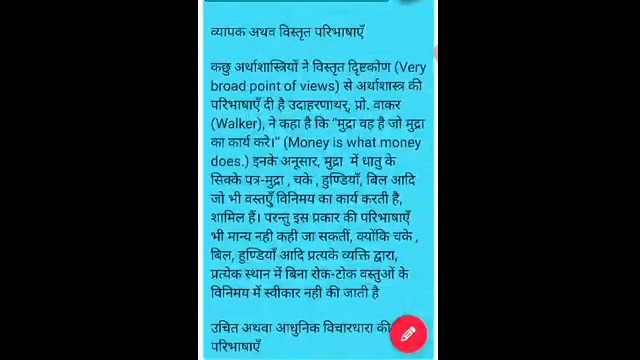 व्यापक अथव विस्तृत परिभाषाएँ
कछु अर्थाशास्त्रियों ने विस्तृत दृिष्टकोण (Very
broad point of views) से अर्थाशास्त्र की
परिभाषाएँ दी है उदाहरणाथर्, प्रो. वाकर
(Walker), ने कहा है कि “मुद्रा वह है जो मुद्रा
का कार्य करे।” (Money is what money
does.) इनके अनूसार, मुद्रा में धातु के
सिक्के पत्र-मुद्रा , चके , हुण्डियाँ, बिल आदि
जो भी वस्तएँु विनिमय का कार्य करती है,
शामिल हैं। परन्तु इस प्रकार की परिभाषाएँ
भी मान्य नही कही जा सकतीं, क्योंकि चके ,
बिल, हुण्डियाँ आदि प्रत्यके व्यक्ति द्वारा,
प्रत्येक स्थान में बिना रोक-टोक वस्तुओं के
विनिमय में स्वीकार नही की जाती है
उचित अथवा आधुनिक विचारधारा की
परिभाषाएँ